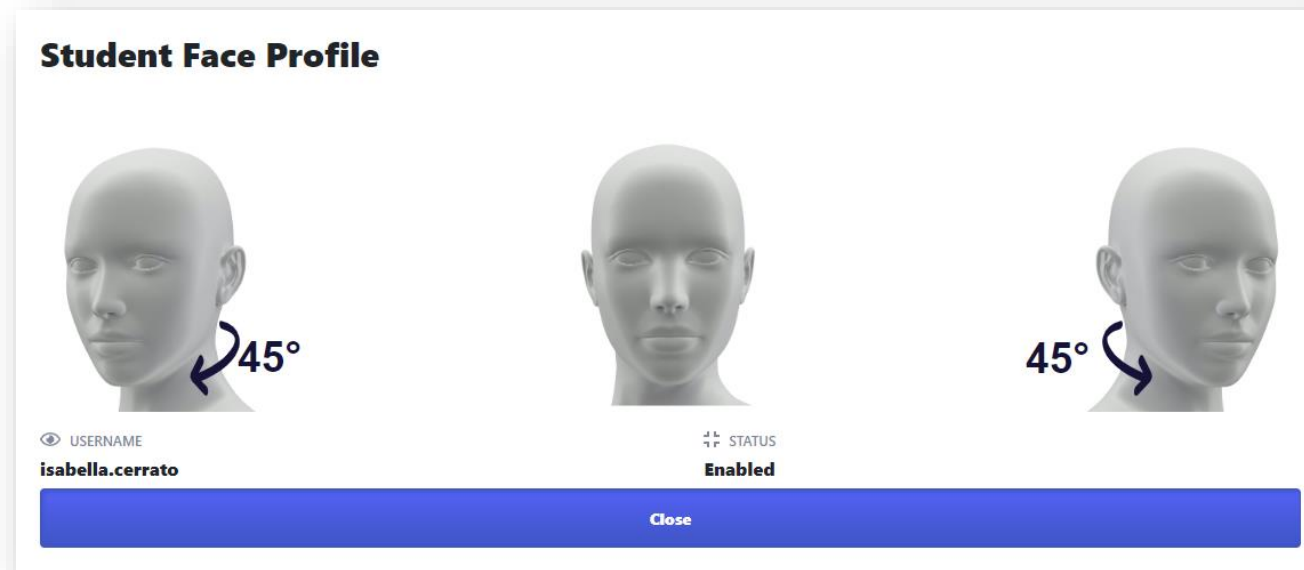 Student Face Profile
45°
45°
USERNAME
STATUS
isabella.cerrato
Enabled
Close